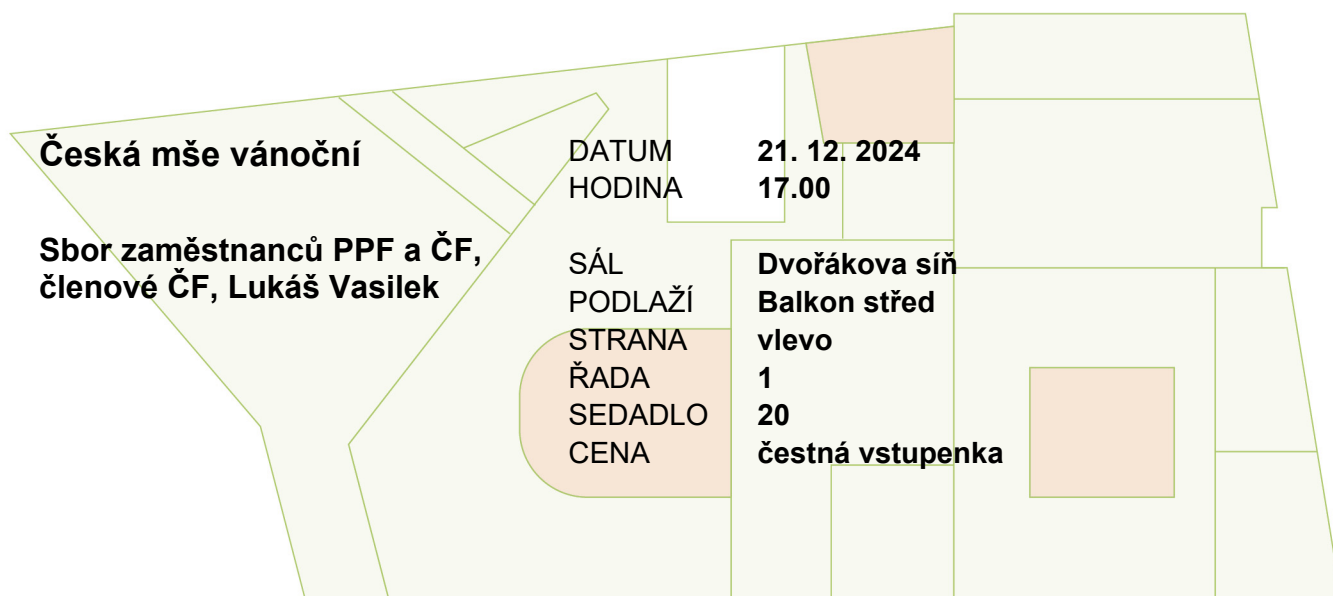 Česká mše vánoční
Sbor zaměstnanců PPF a ČF,
členové ČF, Lukáš Vasilek
DATUM 21. 12. 2024
HODINA 17.00
SÁL Dvořákova síň
PODLAŽÍ Balkon střed
STRANA vlevo
ŘADA 1
SEDADLO 20
CENA čestná vstupenka